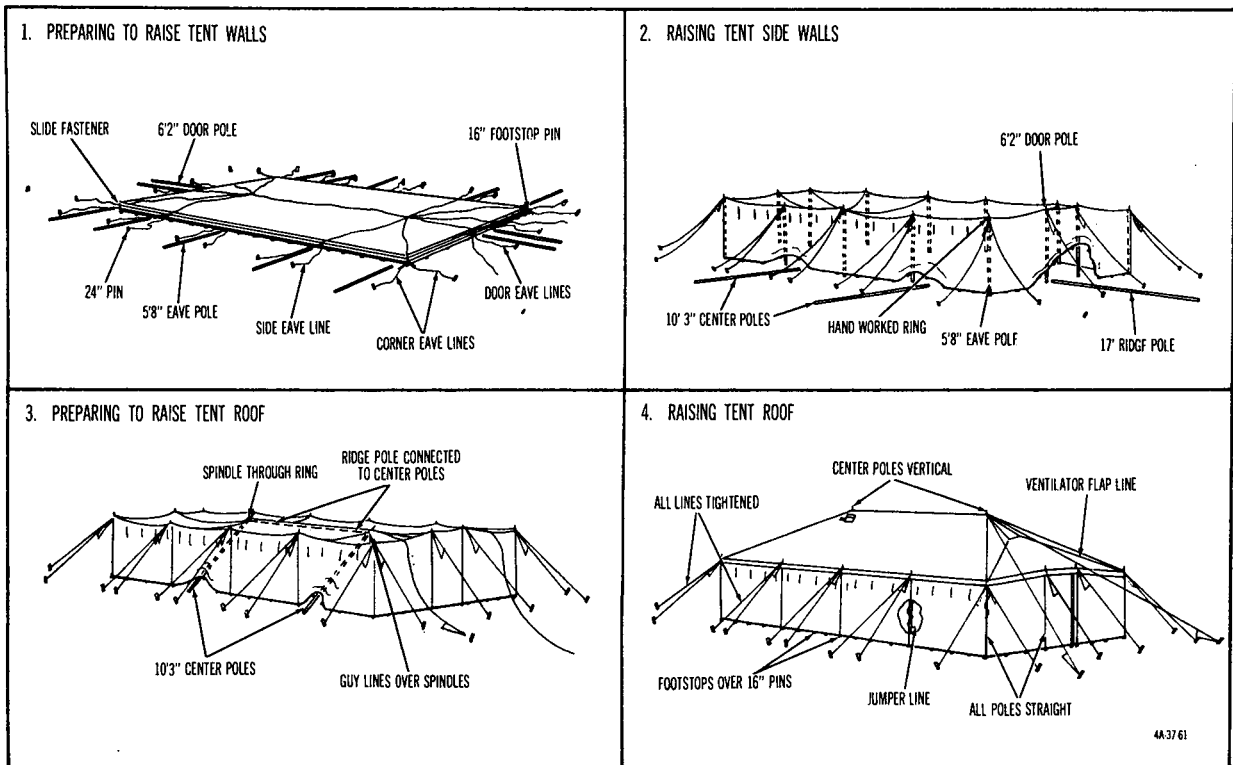 1. PREPARING TO RAISE TENT WALLS
SLIDE FASTENER
6'2" DOOR POLE
16" FOOTSTOP PIN
24" PIN
5'8" EAVE POLE
SIDE EAVE LINE
CORNER EAVE LINES
DOOR EAVE LINES
2. RAISING TENT SIDE WALLS
6'2" DOOR POLE
10' 3" CENTER POLES
HAND WORKED RING
5'8" EAVE POLF
17' RIDGF POLE
3. PREPARING TO RAISE TENT ROOF
SPINDLE THROUGH RING
RIDGE POLE CONNECTED
TO CENTER POLES
10'3" CENTER POLES
GUY LINES OVER SPINDLES
4. RAISING TENT ROOF
CENTER POLES VERTICAL
ALL LINES TIGHTENED
VENTILATOR FLAP LINE
FOOTSTOPS OVER 16" PINS
JUMPER LINE
ALL POLES STRAIGHT
4A-37 61